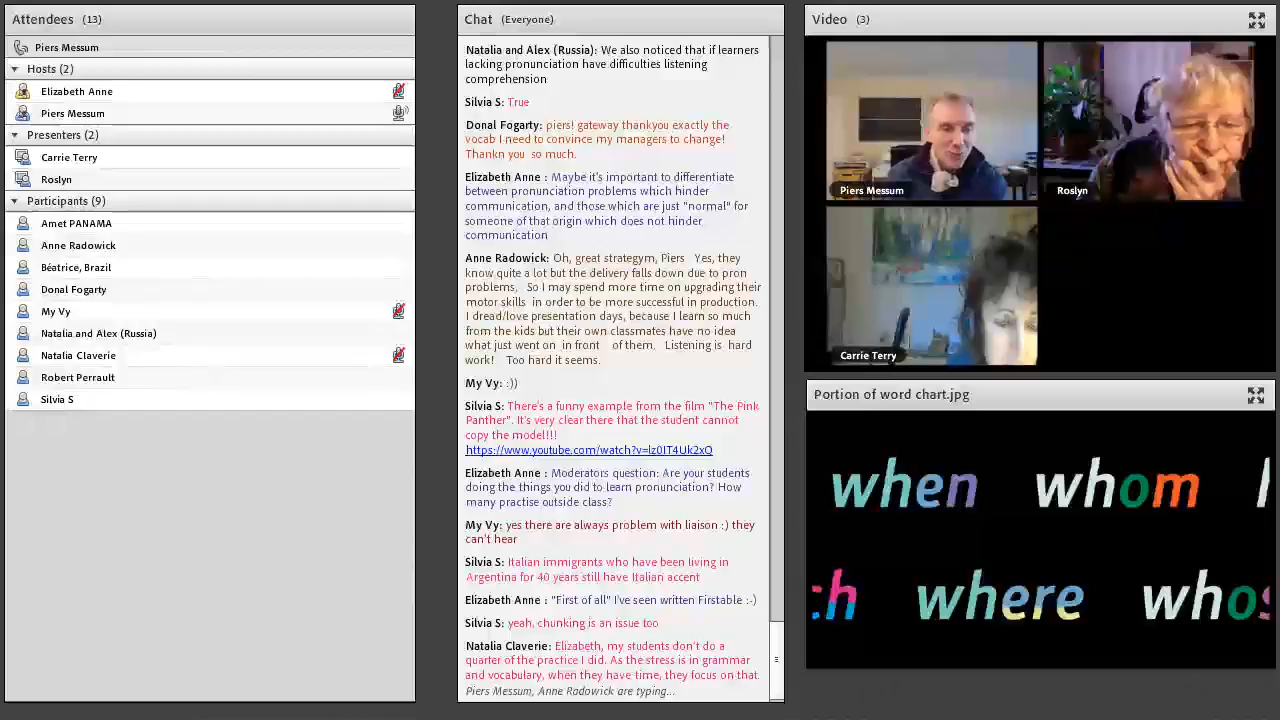 Attendees (13)
Piers Messum
Hosts (2)
Elizabeth Anne
Piers Messum
Presenters (2)
Carrie Terry
Roslyn
Participants (9)
Amet PANAMA
Anne Radowick
Béatrice, Brazil
Donal Fogarty
My Vy
Natalia and Alex (Russia)
Natalia Claverie
Robert Perrault
Silvia S
Chat (Everyone)
Natalia and Alex (Russia): We also noticed that if learners
lacking pronunciation have difficulties listening
comprehension
Silvia S: True
Donal Fogarty: piers! gateway thankyou exactly the
vocab I need to convince my managers to change!
Thankn you so much.
Elizabeth Anne : Maybe it's important to differentiate
between pronunciation problems which hinder
communication, and those which are just "normal" for
someone of that origin which does not hinder
communication
Anne Radowick: Oh, great strategym, Piers Yes, they
know quite a lot but the delivery falls down due to pron
problems, So I may spend more time on upgrading their
motor skills in order to be more successful in production.
I dread/love presentation days, because I learn so much
from the kids but their own classmates have no idea
what just went on in front of them. Listening is hard
work! Too hard it seems.
My Vy: :))
Silvia S: There's a funny example from the film "The Pink
Panther". It's very clear there that the student cannot
copy the model!!!
https://www.youtube.com/watch?v=lz0IT4Uk2xQ
Elizabeth Anne : Moderators question: Are your students
doing the things you did to learn pronunciation? How
many practise outside class?
My Vy: yes there are always problem with liaison :) they
can't hear
Silvia S: Italian immigrants who have been living in
Argentina for 40 years still have Italian accent
Elizabeth Anne : "First of all" I've seen written Firstable :-)
Silvia S: yeah, chunking is an issue too
Natalia Claverie: Elizabeth, my students don't do a
quarter of the practice I did. As the stress is in grammar
and vocabulary, when they have time, they focus on that.
Piers Messum, Anne Radowick are typing...
Video (3)
Piers Messum
Roslyn
Carrie Terry
Portion of word chart.jpg
when whom
ch where whos